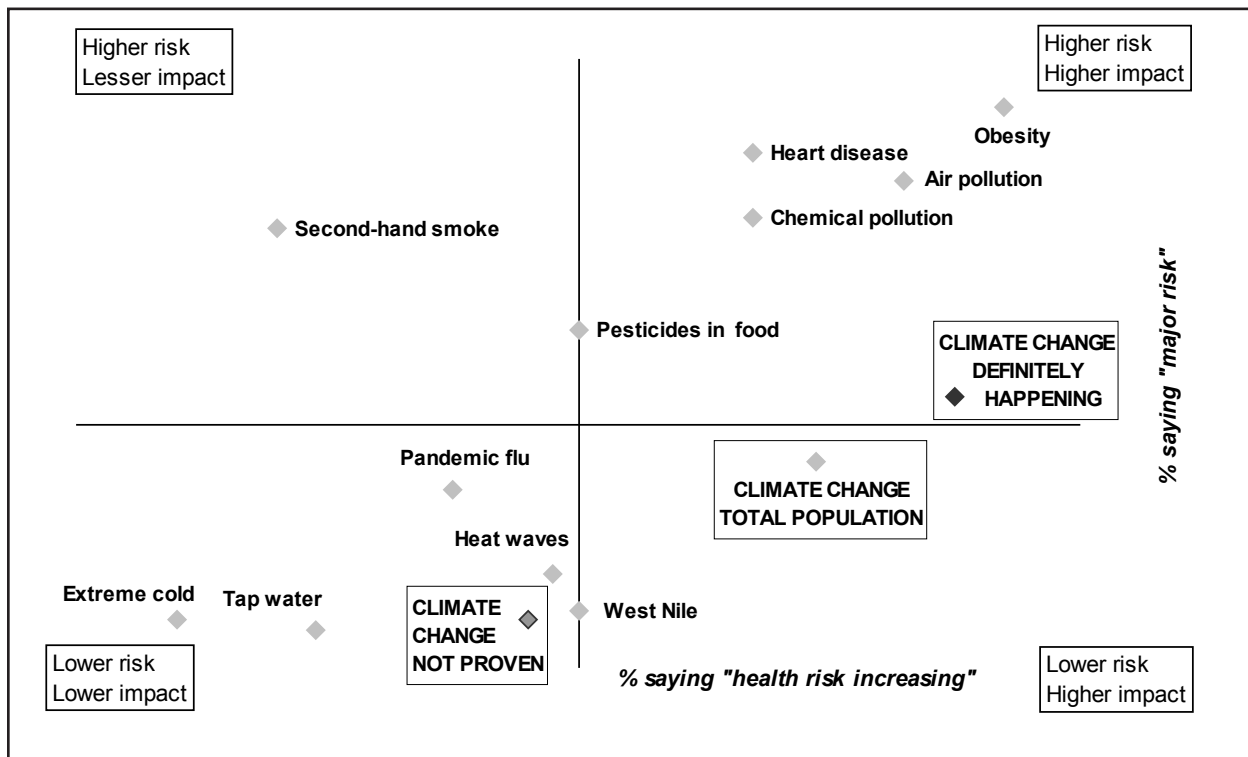 Higher risk
Lesser impact
Higher risk
Higher impact
Obesity
Heart disease
Air pollution
Chemical pollution
Second-hand smoke
Pesticides in food
CLIMATE CHANGE
DEFINITELY
HAPPENING
% saying "major risk"
Pandemic flu
CLIMATE CHANGE
TOTAL POPULATION
Heat waves
Extreme cold
Tap water
CLIMATE
CHANGE
NOT PROVEN
West Nile
Lower risk
Lower impact
% saying "health risk increasing"
Lower risk
Higher impact